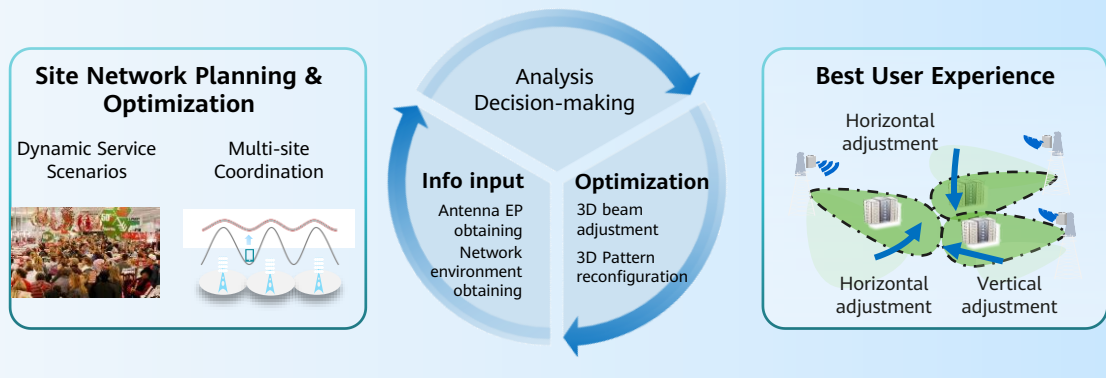 Site Network Planning &
Optimization
Dynamic Service
Scenarios
Multi-site
Coordination
Analysis
Decision-making
Info input
Antenna EP
obtaining
Network
environment
obtaining
Optimization
3D beam
adjustment
3D Pattern
reconfiguration
Best User Experience
Horizontal
adjustment
Horizontal
adjustment
Vertical
adjustment